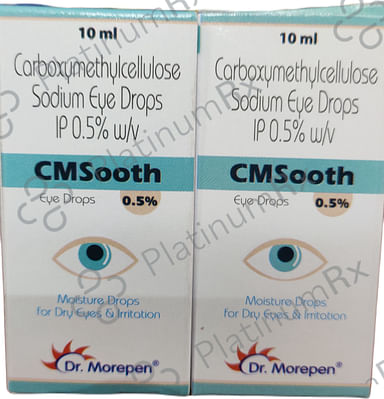 10 ml
Carboxymethylcellulose
Sodium Eye Drops
IP 0.5% w/v
CMSooth
Eye Drops 0.5%
Moisture Drops
for Dry Eyes & Irritation
Dr. Morepen®
10 ml
Carboxymethylcellulose
Sodium Eye Drops
IP 0.5% w/v
CMSooth
Eye Drops 0.5%
Moisture Drops
for Dry Eyes & Irritation
Dr. Morepen®
PlatinumRx
PlatinumRx
PlatinumRx
PlatinumRx